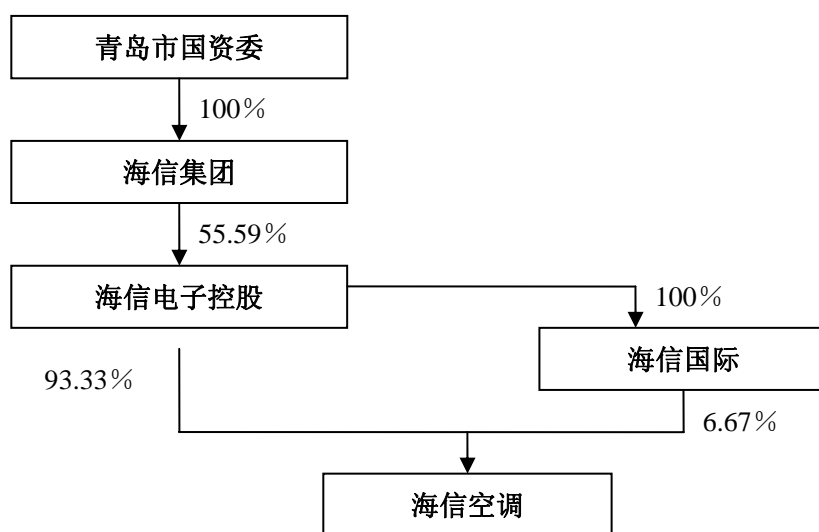 青岛市国资委
100％
海信集团
55.59％
海信电子控股
100％
海信国际
93.33％
6.67％
海信空调